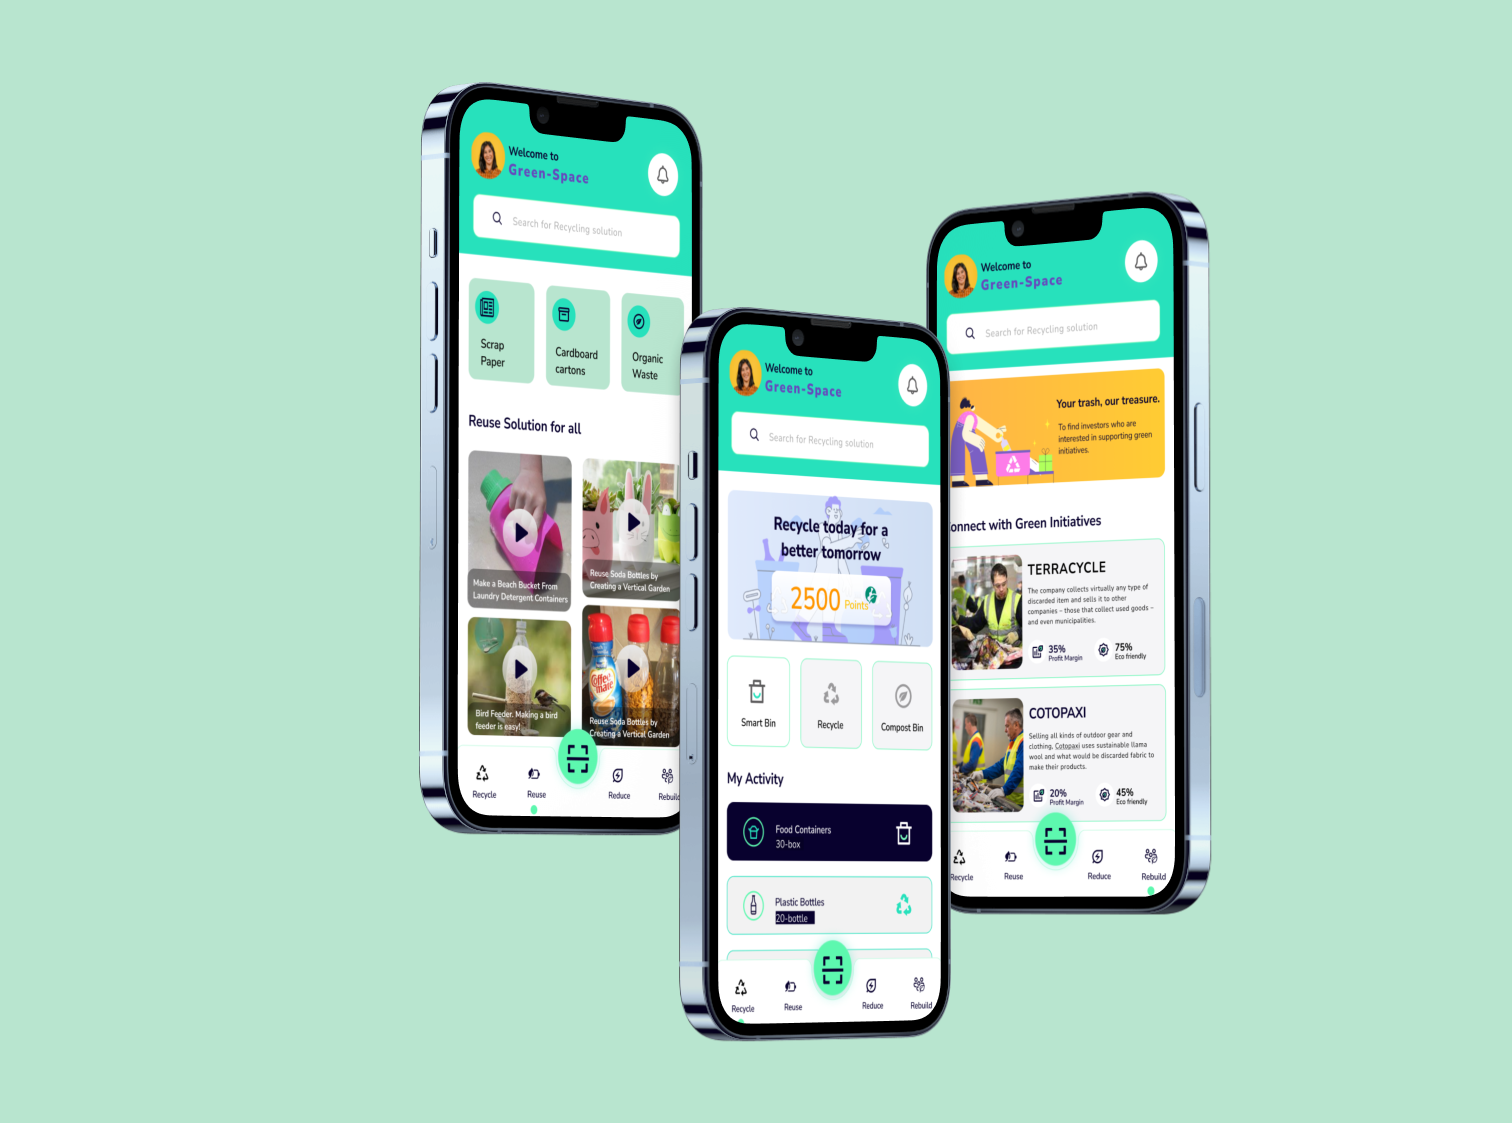 Welcome to
Green-Space
Search for Recycling solution
Scrap
Paper
Cardboard
cartons
Organic
Waste
Reuse Solution for all
Make a Beach Bucket From
Laundry Detergent Containers
Reuse Soda Bottles by
Creating a Vertical Garden
Bird Feeder. Making a bird
feeder is easy!
Coffee
mate
Reuse Soda Bottles by
Creating a Vertical Garden
Recycle
Reuse
Reduce
Rebuild
Welcome to
Green-Space
Search for Recycling solution
Recycle today for a
better tomorrow
2500 Points
Smart Bin
Recycle
Compost Bin
My Activity
Food Containers
30-box
Plastic Bottles
20-bottle
Recycle
Reuse
Reduce
Rebuild
Welcome to
Green-Space
Search for Recycling solution
Your trash, our treasure.
To find investors who are
interested in supporting green
initiatives.
onnect with Green Initiatives
TERRACYCLE
The company collects virtually any type of
discarded item and sells it to other
companies – those that collect used goods –
and even municipalities.
35%
Profit Margin
75%
Eco friendly
COTOPAXI
Selling all kinds of outdoor gear and
clothing, Cotopaxi uses sustainable llama
wool and what would be discarded fabric to
make their products.
20%
Profit Margin
45%
Eco friendly
Recycle
Reuse
Reduce
Rebuild